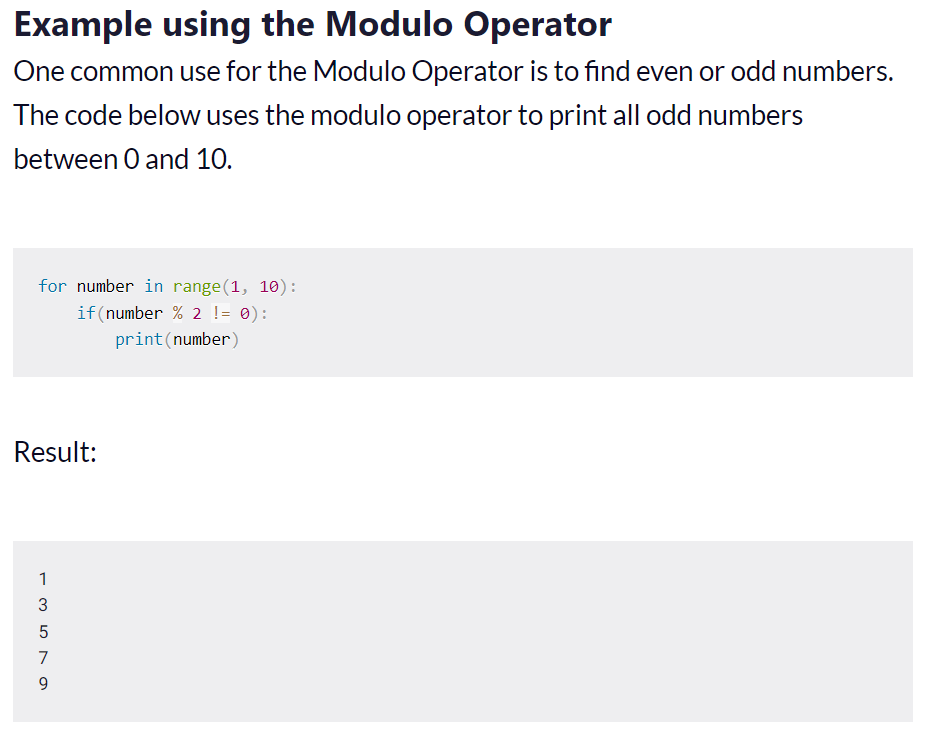 Example using the Modulo Operator
One common use for the Modulo Operator is to find even or odd numbers.
The code below uses the modulo operator to print all odd numbers
between 0 and 10.
for number in range(1, 10):
    if(number % 2 != 0):
        print(number)
Result:
1
3
5
7
9